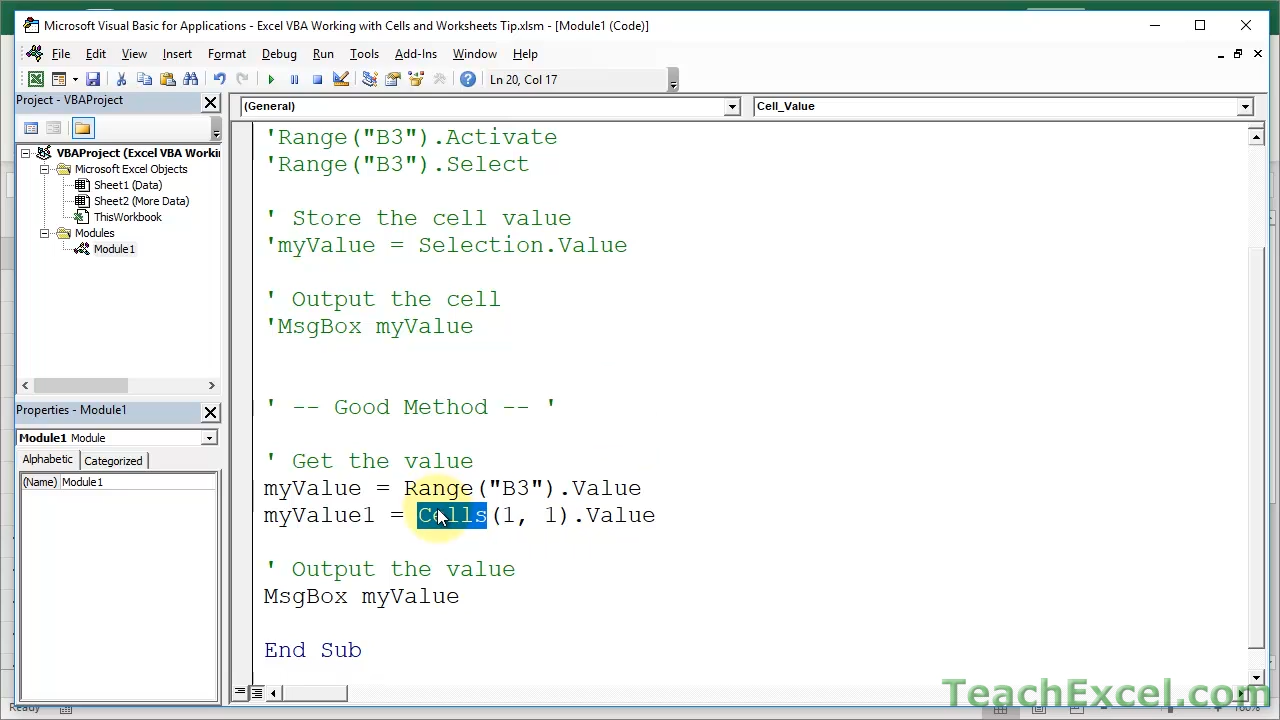 Microsoft Visual Basic for Applications - Excel VBA Working with Cells and Worksheets Tip.xlsm - [Module1 (Code)]
File Edit View Insert Format Debug Run Tools Add-Ins Window Help
Ln 20, Col 17
Project - VBAProject
(General)
Cell_Value
VBAProject (Excel VBA Worki
Microsoft Excel Objects
Sheet1 (Data)
Sheet2 (More Data)
ThisWorkbook
Modules
Module1
Properties - Module1
Module1 Module
Alphabetic Categorized
(Name) Module1
'Range("B3").Activate
'Range("B3").Select
' Store the cell value
'myValue = Selection.Value
' Output the cell
'MsgBox myValue
' -- Good Method -- '
' Get the value
myValue = Range("B3").Value
myValue1 = Cells(1, 1).Value
' Output the value
MsgBox myValue
End Sub
TeachExcel.com
Ready
100%